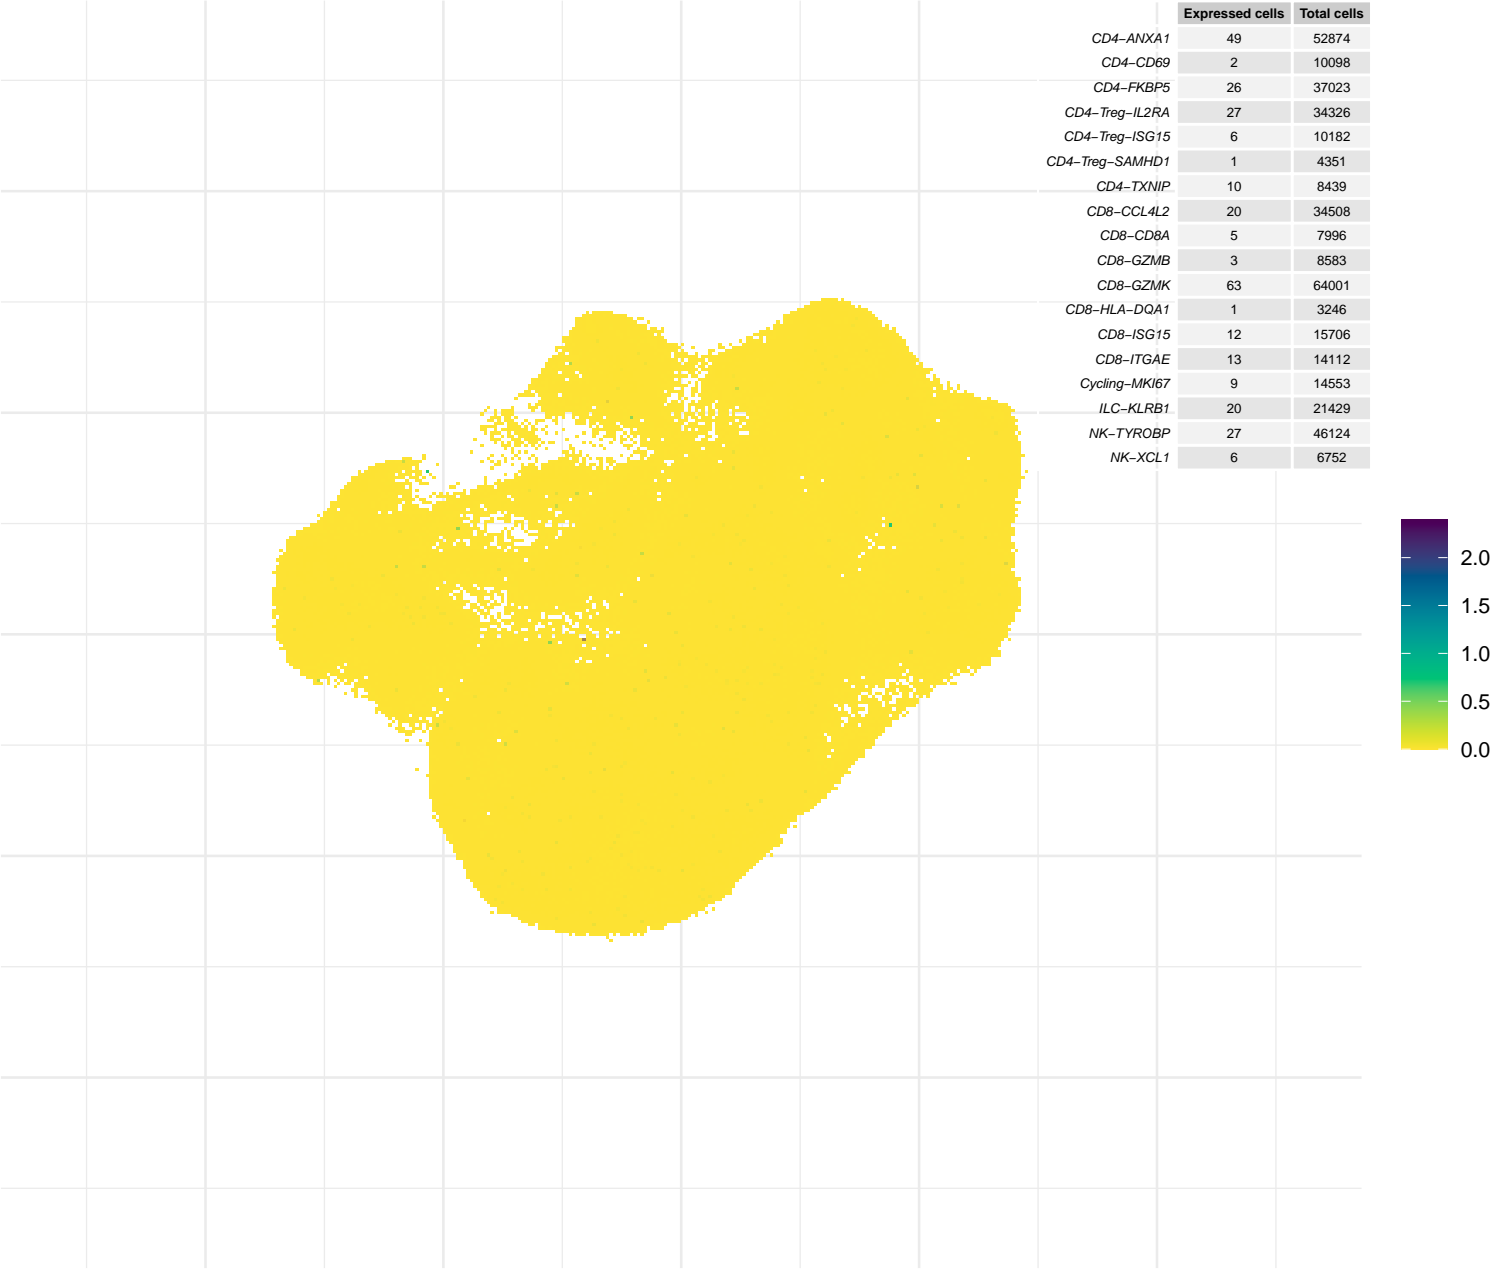 Expressed cells Total cells
CD4−ANXA1 49 52874
CD4−CD69 2 10098
CD4−FKBP5 26 37023
CD4−Treg−IL2RA 27 34326
CD4−Treg−ISG15 6 10182
CD4−Treg−SAMHD1 1 4351
CD4−TXNIP 10 8439
CD8−CCL4L2 20 34508
CD8−CD8A 5 7996
CD8−GZMB 3 8583
CD8−GZMK 63 64001
CD8−HLA−DQA1 1 3246
CD8−ISG15 12 15706
CD8−ITGAE 13 14112
Cycling−MKI67 9 14553
ILC−KLRB1 20 21429
NK−TYROBP 27 46124
NK−XCL1 6 6752
2.0
1.5
1.0
0.5
0.0